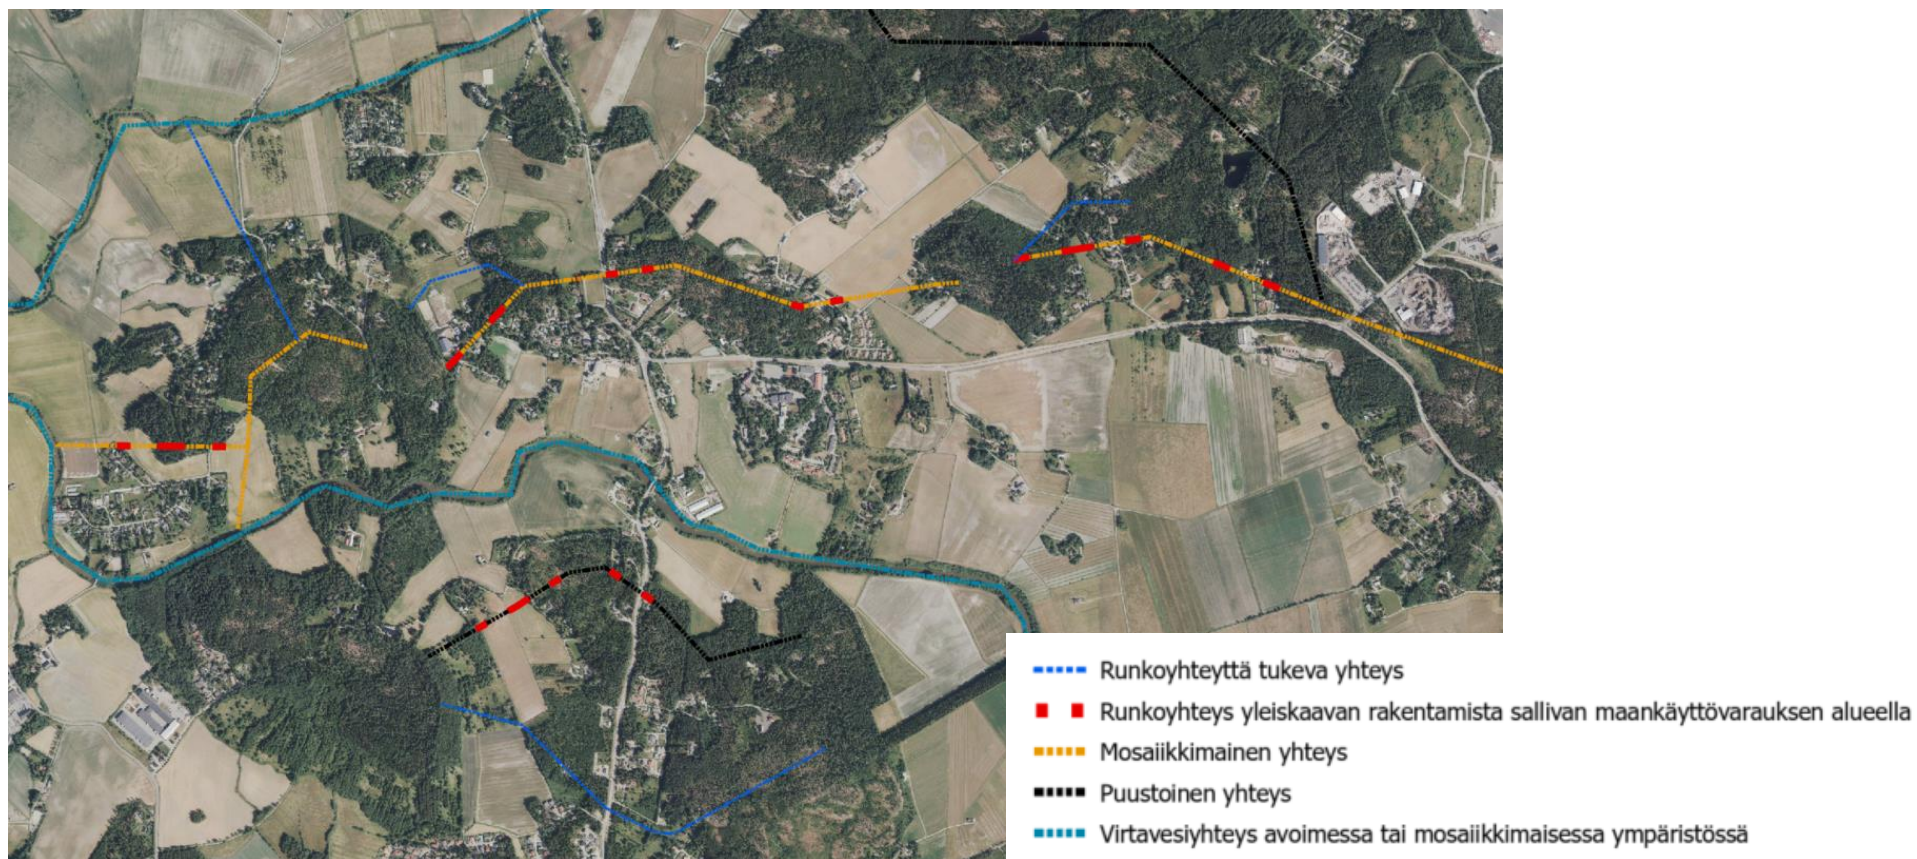 Runkoyhteyttä tukeva yhteys
Runkoyhteys yleiskaavan rakentamista sallivan maankäyttövarauksen alueella
Mosaiikkimainen yhteys
Puustoinen yhteys
Virtavesiyhteys avoimessa tai mosaiikkimaisessa ympäristössä